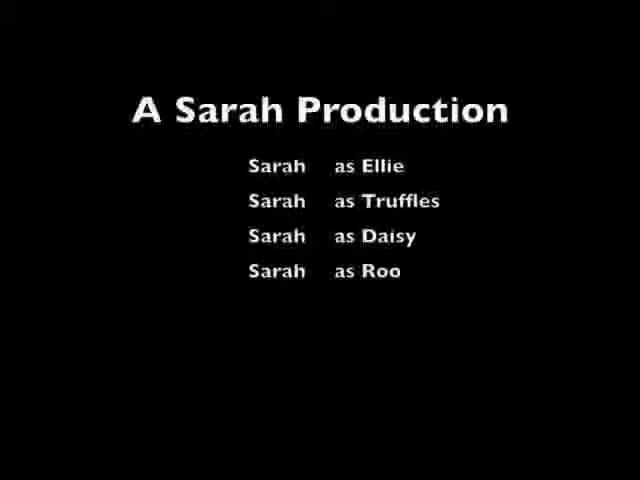 A Sarah Production
Sarah as Ellie
Sarah as Truffles
Sarah as Daisy
Sarah as Roo